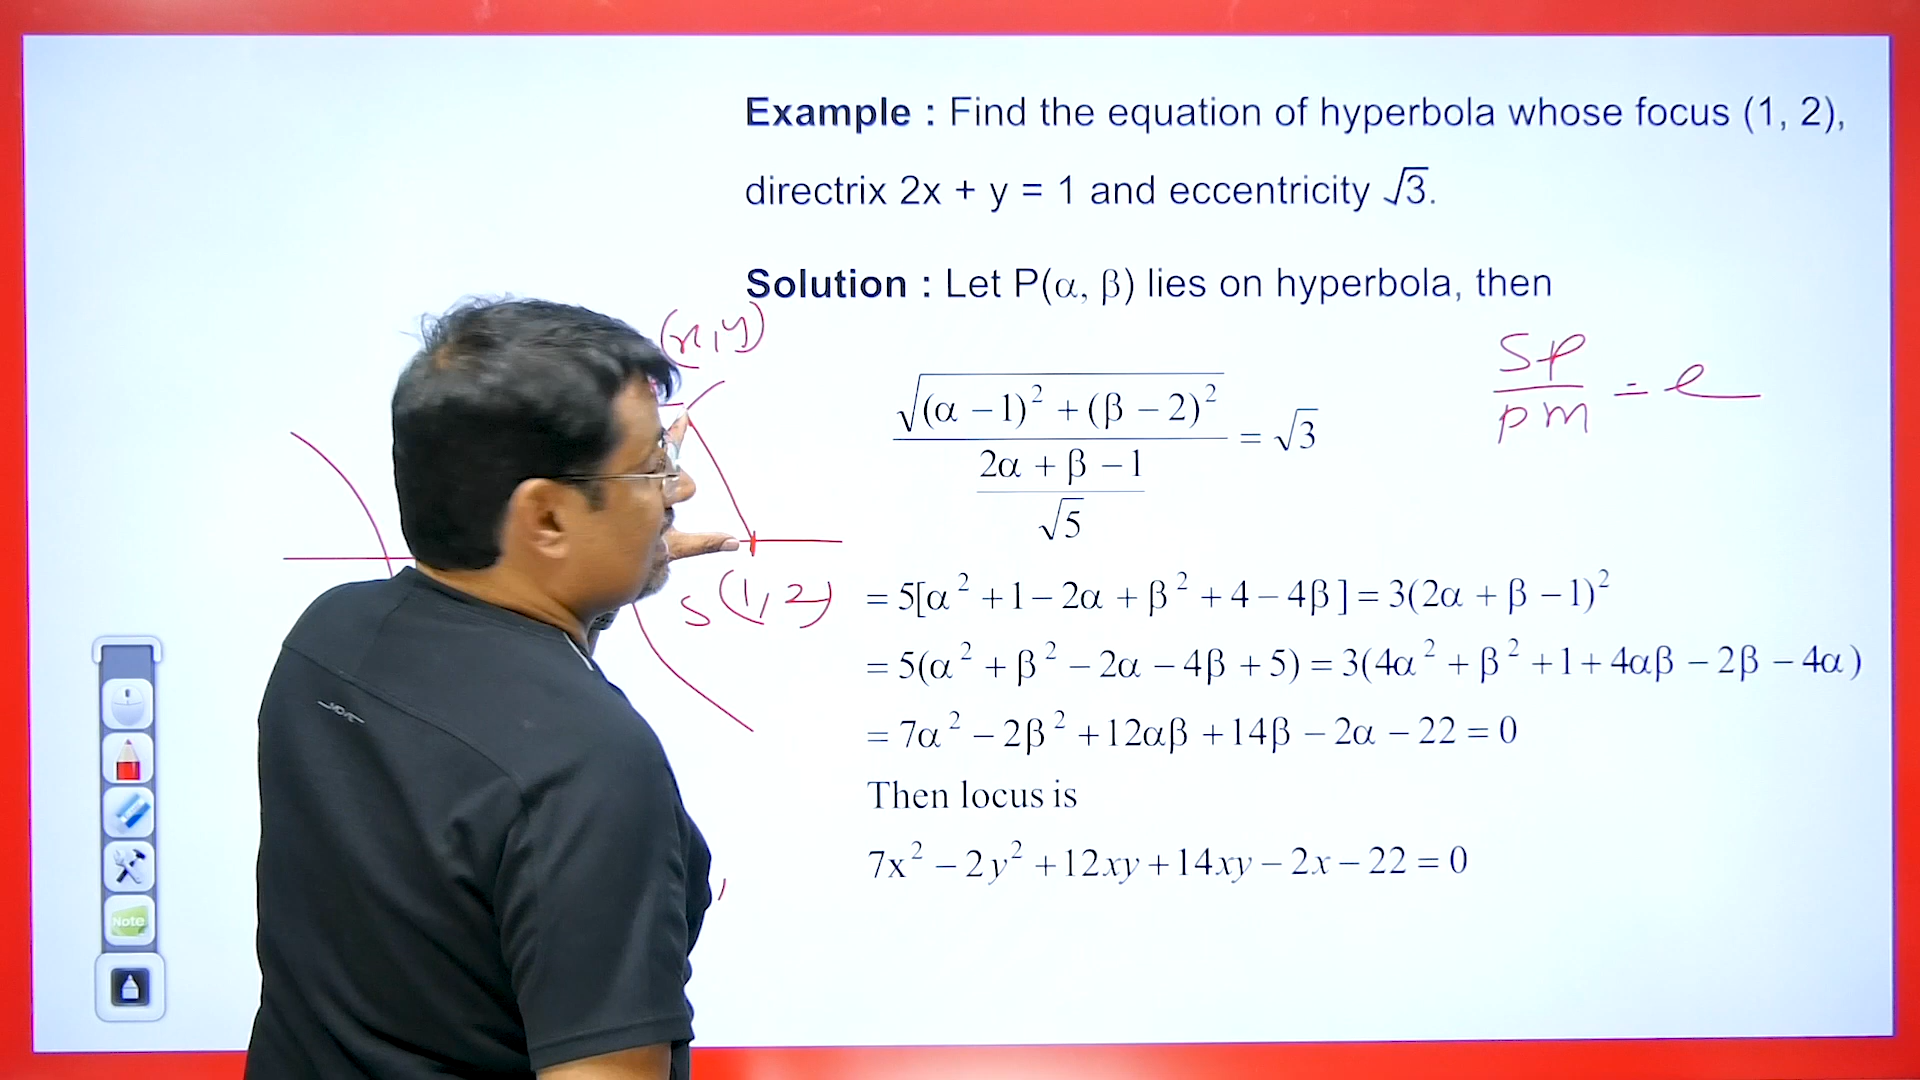 Example : Find the equation of hyperbola whose focus (1, 2),
directrix 2x + y = 1 and eccentricity √3.
Solution : Let P(α, β) lies on hyperbola, then
(x, y)
√((α − 1)² + (β − 2)²) / ((2α + β − 1)/√5) = √3
SP/PM = e
S (1, 2)
= 5[α² + 1 − 2α + β² + 4 − 4β] = 3(2α + β − 1)²
= 5(α² + β² − 2α − 4β + 5) = 3(4α² + β² + 1 + 4αβ − 2β − 4α)
= 7α² − 2β² + 12αβ + 14β − 2α − 22 = 0
Then locus is
7x² − 2y² + 12xy + 14xy − 2x − 22 = 0
Note